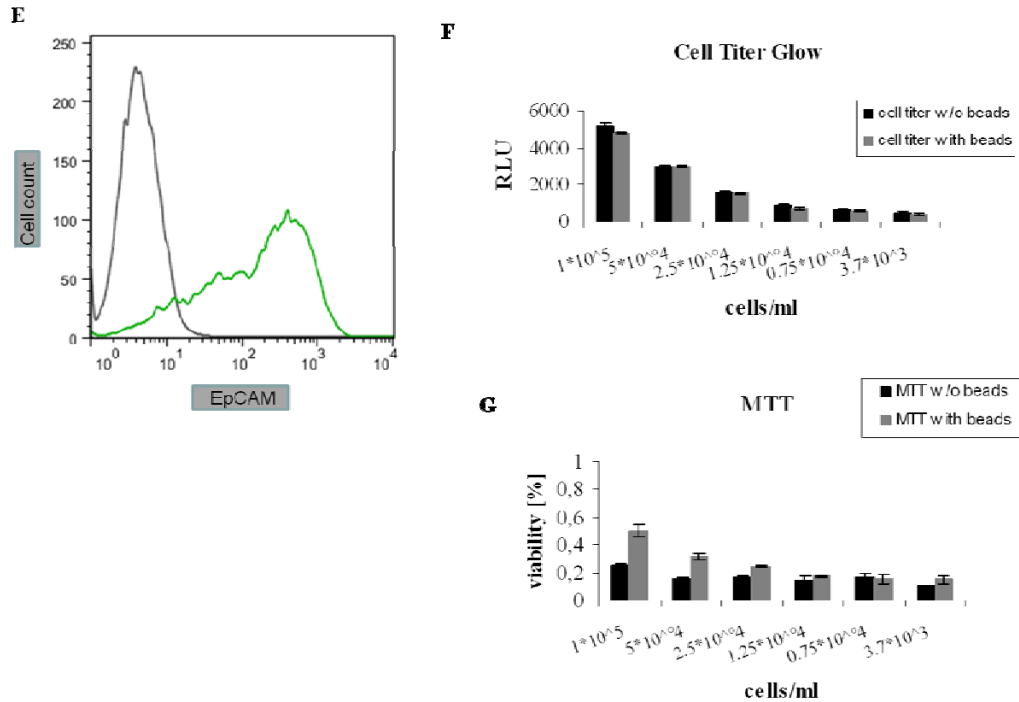 E
250
200
150
100
50
0
Cell count
10^0 10^1 10^2 10^3 10^4
EpCAM
F
Cell Titer Glow
cell titer w/o beads
cell titer with beads
6000
4000
2000
0
RLU
1*10^5 5*10^°4 2.5*10^°4 1.25*10^°4 0.75*10^°4 3.7*10^3
cells/ml
G
MTT
MTT w/o beads
MTT with beads
1
0,8
0,6
0,4
0,2
0
viability [%]
1*10^5 5*10^°4 2.5*10^°4 1.25*10^°4 0.75*10^°4 3.7*10^3
cells/ml